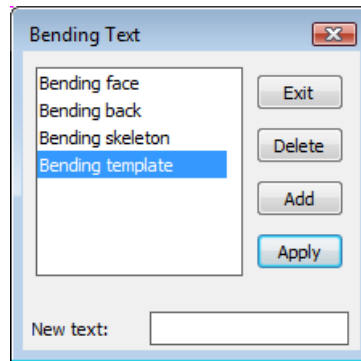 Bending Text
Bending face
Bending back
Bending skeleton
Bending template
Exit
Delete
Add
Apply
New text: